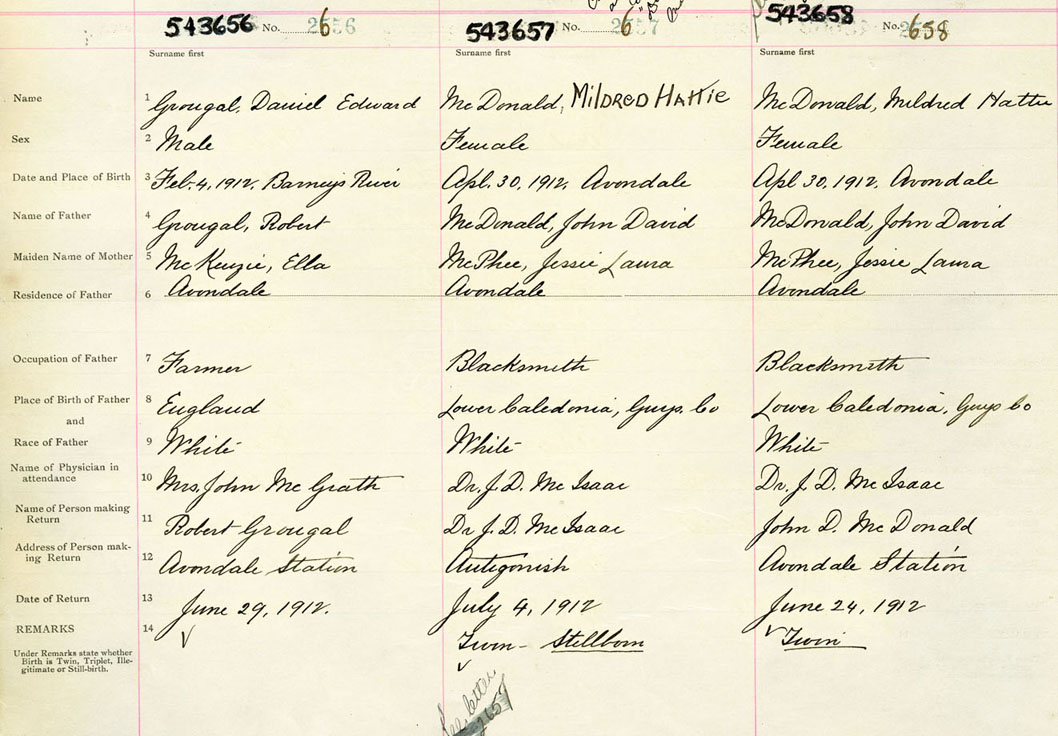 543656 No. 6
543657 No. 6
543658 No. 658
Surname first Surname first Surname first
Name 1 Grougal, Daniel Edward McDonald, MilDRED HATTIE McDonald, Mildred Hattie
Sex 2 Male Female Female
Date and Place of Birth 3 Feb. 4, 1912, Barneys River Apl. 30, 1912. Avondale Apl 30, 1912. Avondale
Name of Father 4 Grougal, Robert McDonald, John David McDonald, John David
Maiden Name of Mother 5 McKenzie, Ella McPhee, Jessie Laura McPhee, Jessie Laura
Residence of Father 6 Avondale Avondale Avondale
Occupation of Father 7 Farmer Blacksmith Blacksmith
Place of Birth of Father 8 England Lower Caledonia, Guys. Co Lower Caledonia, Guys Co
and
Race of Father 9 White White White
Name of Physician in attendance 10 Mrs. John McGrath Dr. J. D. McIsaac Dr. J. D. McIsaac
Name of Person making Return 11 Robert Grougal Dr J. D. McIsaac John D. McDonald
Address of Person mak-
ing Return 12 Avondale Station Antigonish Avondale Station
Date of Return 13 June 29, 1912. July 4, 1912 June 24, 1912
REMARKS 14 Twin - Stillborn Twin
Under Remarks state whether
Birth is Twin, Triplet, Ille-
gitimate or Still-birth.
See letter